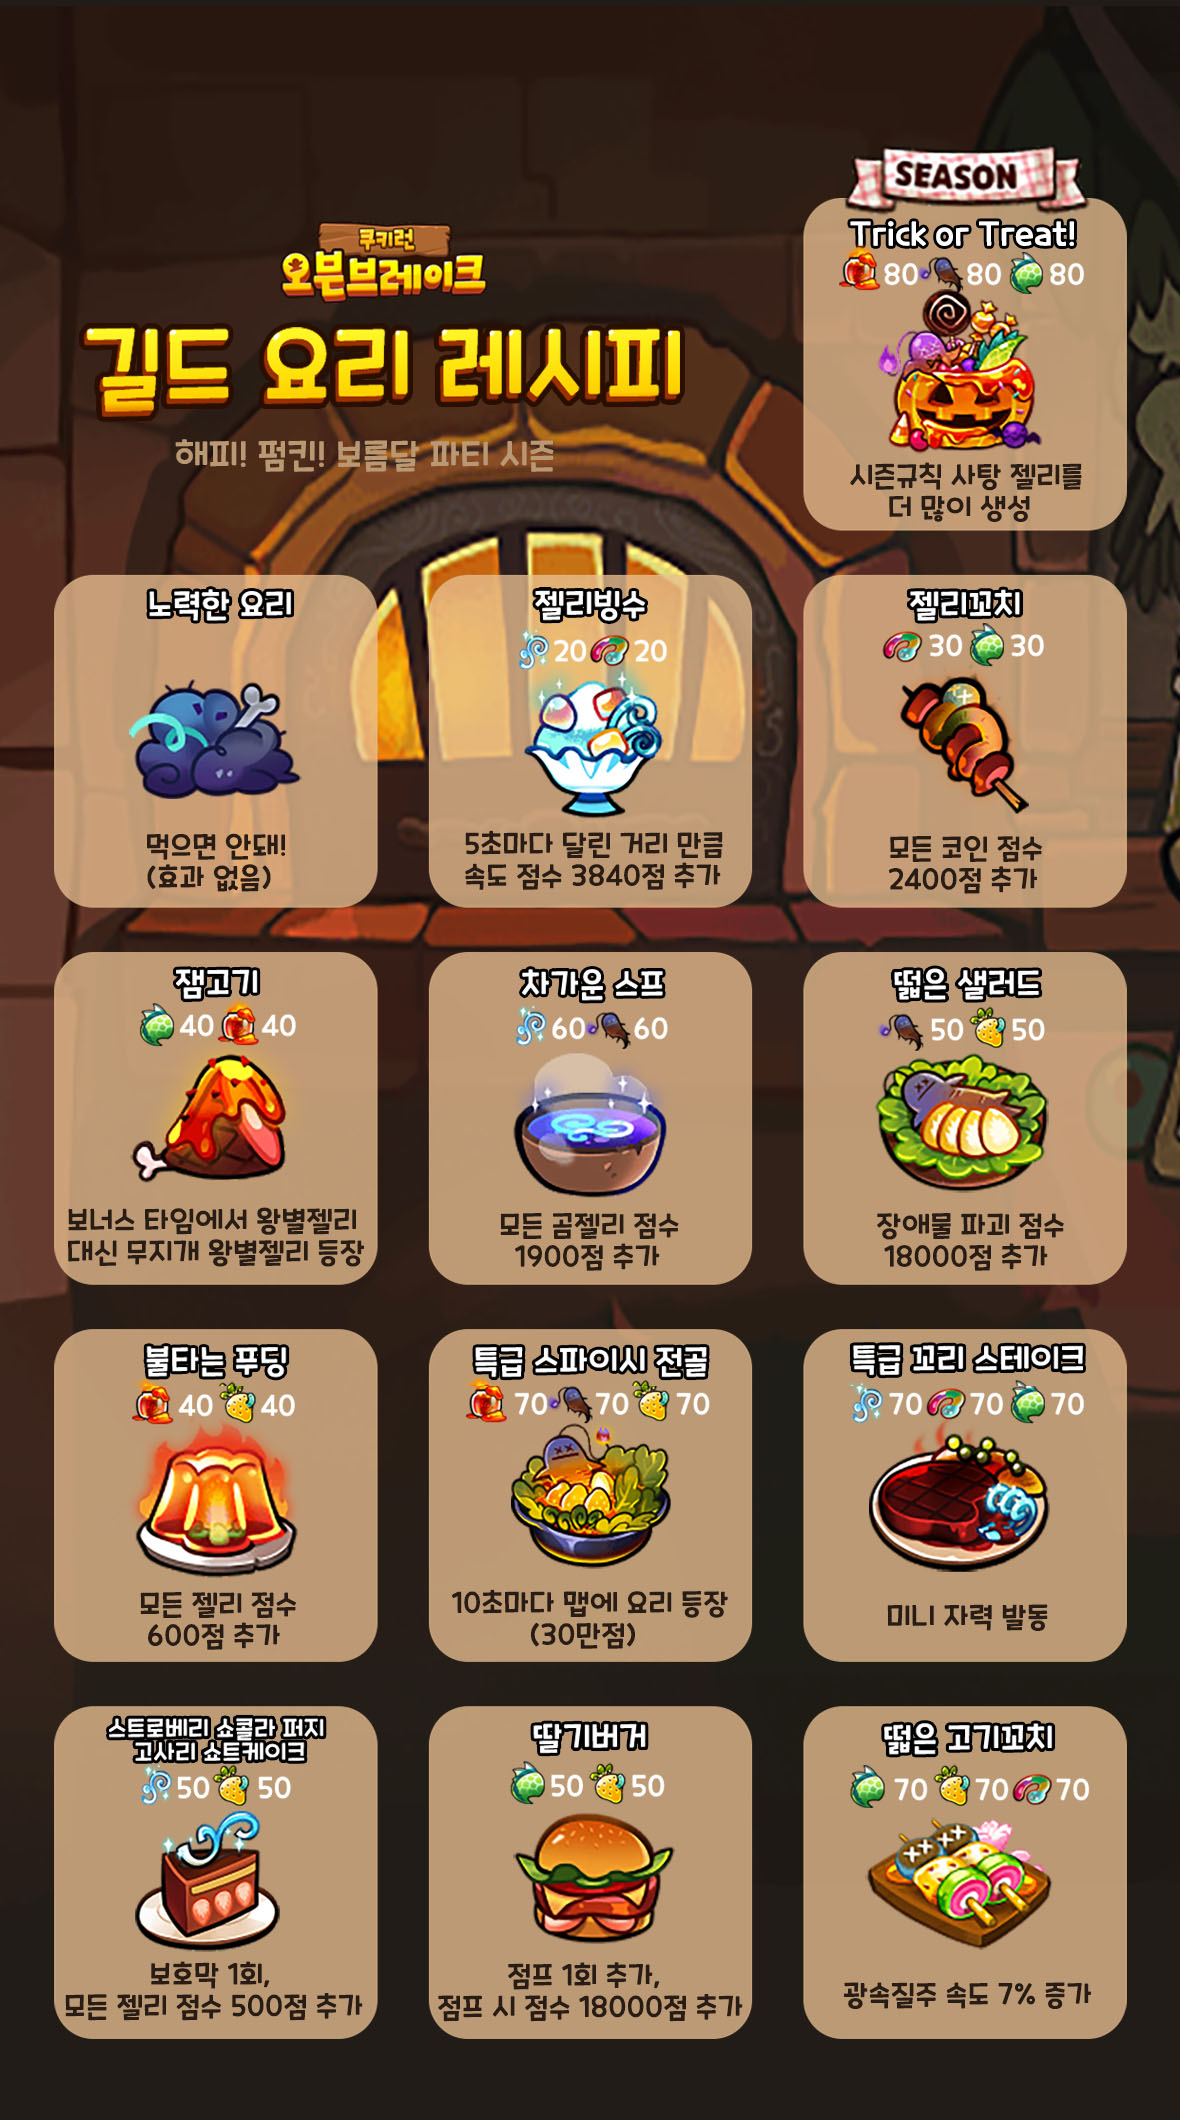 쿠키런
오븐브레이크
길드 요리 레시피
해피! 펌킨! 보름달 파티 시즌
SEASON
Trick or Treat!
80 80 80
시즌규칙 사탕 젤리를
더 많이 생성
노력한 요리
먹으면 안돼!
(효과 없음)
젤리빙수
20 20
5초마다 달린 거리 만큼
속도 점수 3840점 추가
젤리꼬치
30 30
모든 코인 점수
2400점 추가
잼고기
40 40
보너스 타임에서 왕별젤리
대신 무지개 왕별젤리 등장
차가운 스프
60 60
모든 곰젤리 점수
1900점 추가
떫은 샐러드
50 50
장애물 파괴 점수
18000점 추가
불타는 푸딩
40 40
모든 젤리 점수
600점 추가
특급 스파이시 전골
70 70 70
10초마다 맵에 요리 등장
(30만점)
특급 꼬리 스테이크
70 70 70
미니 자력 발동
스트로베리 쇼콜라 퍼지
고사리 쇼트케이크
50 50
보호막 1회,
모든 젤리 점수 500점 추가
딸기버거
50 50
점프 1회 추가,
점프 시 점수 18000점 추가
떫은 고기꼬치
70 70 70
광속질주 속도 7% 증가